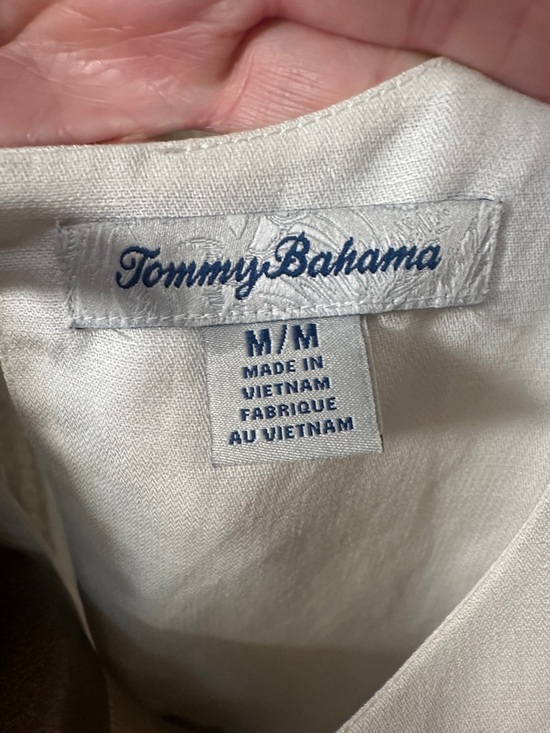 Tommy Bahama
M/M
MADE IN
VIETNAM
FABRIQUE
AU VIETNAM